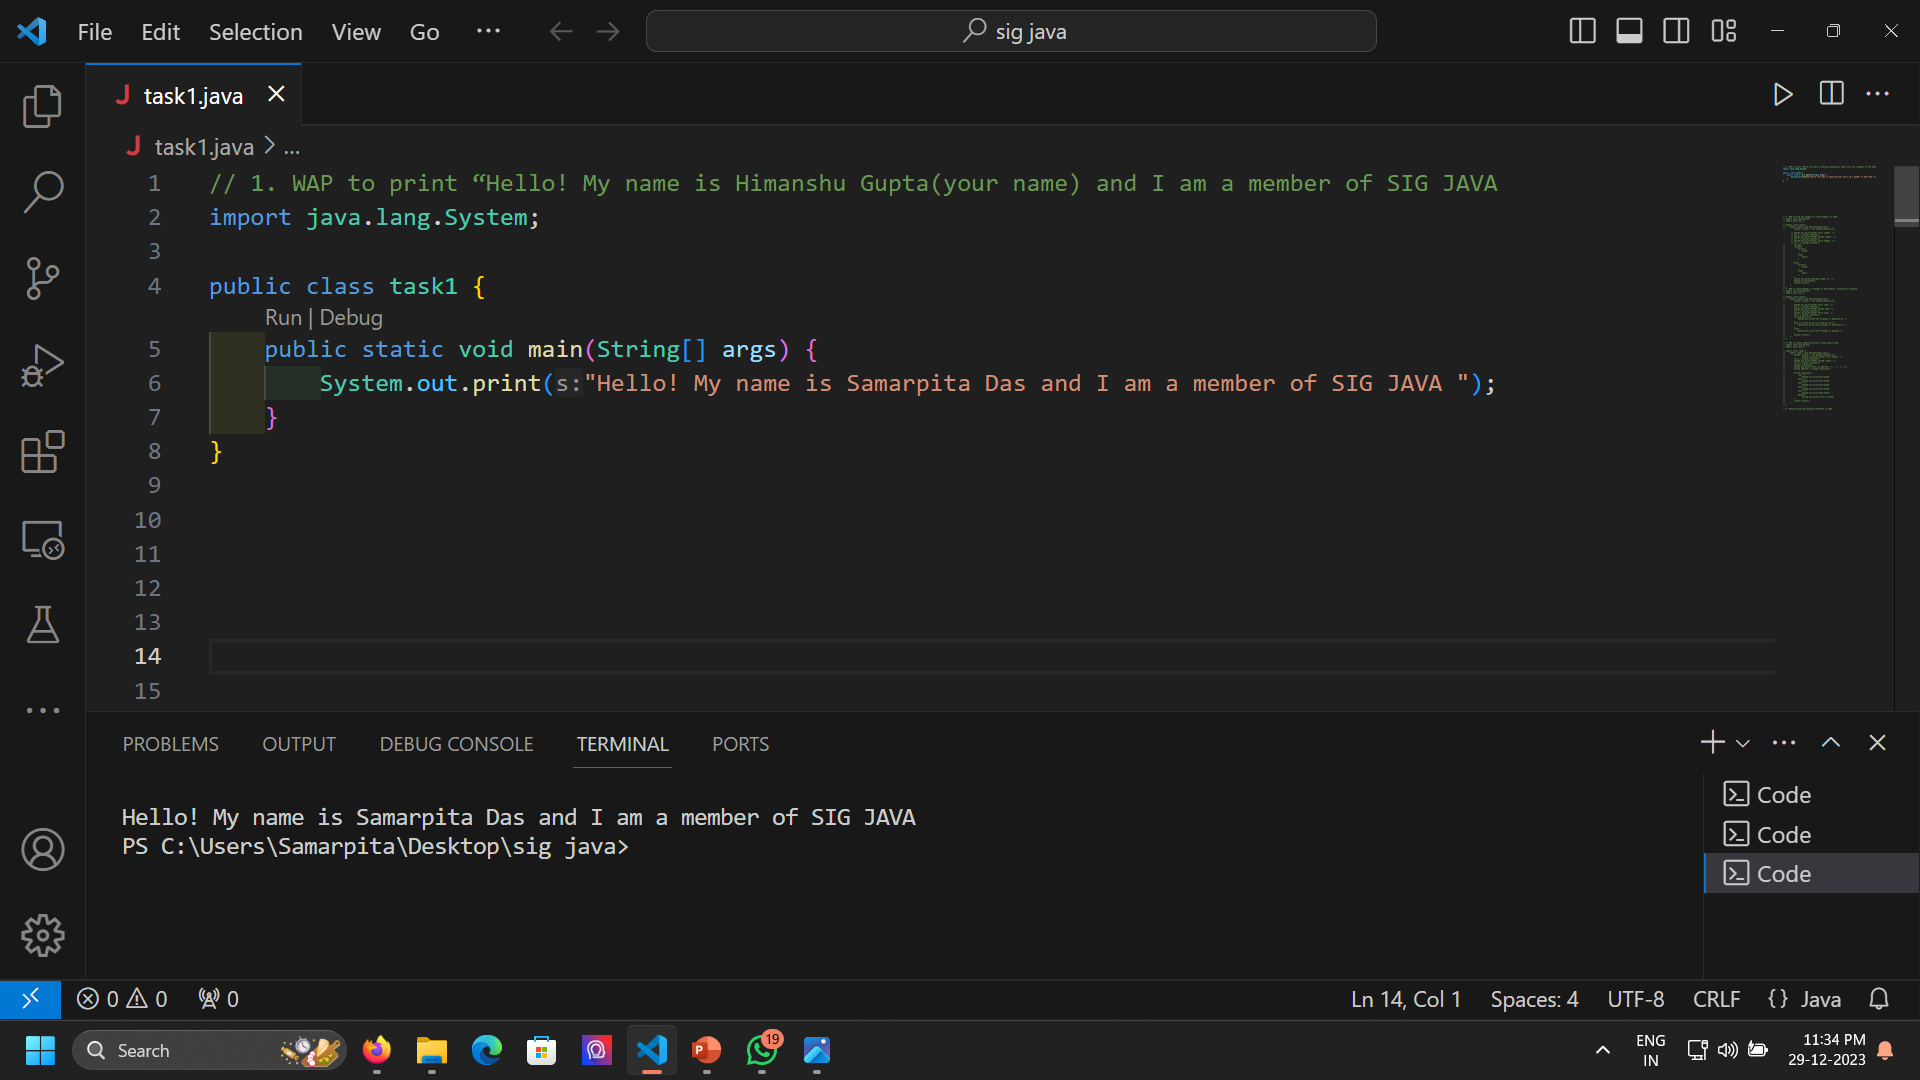 File Edit Selection View Go ... sig java
task1.java
task1.java > ...
1 // 1. WAP to print “Hello! My name is Himanshu Gupta(your name) and I am a member of SIG JAVA
2 import java.lang.System;
3
4 public class task1 {
Run | Debug
5 public static void main(String[] args) {
6 System.out.print(s:"Hello! My name is Samarpita Das and I am a member of SIG JAVA ");
7 }
8 }
9
10
11
12
13
14
15
PROBLEMS OUTPUT DEBUG CONSOLE TERMINAL PORTS
Hello! My name is Samarpita Das and I am a member of SIG JAVA
PS C:\Users\Samarpita\Desktop\sig java>
Code
Code
Code
0 0 0 Ln 14, Col 1 Spaces: 4 UTF-8 CRLF {} Java
Search 19 ENG 11:34 PM
IN 29-12-2023